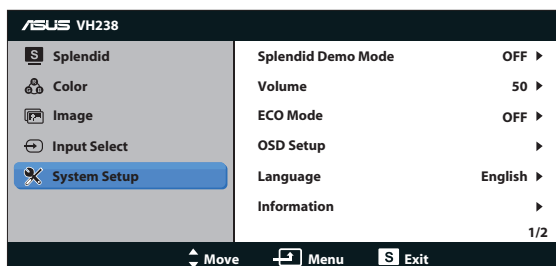 ASUS VH238
S Splendid
Color
Image
Input Select
System Setup
Splendid Demo Mode OFF
Volume 50
ECO Mode OFF
OSD Setup
Language English
Information
1/2
Move Menu S Exit